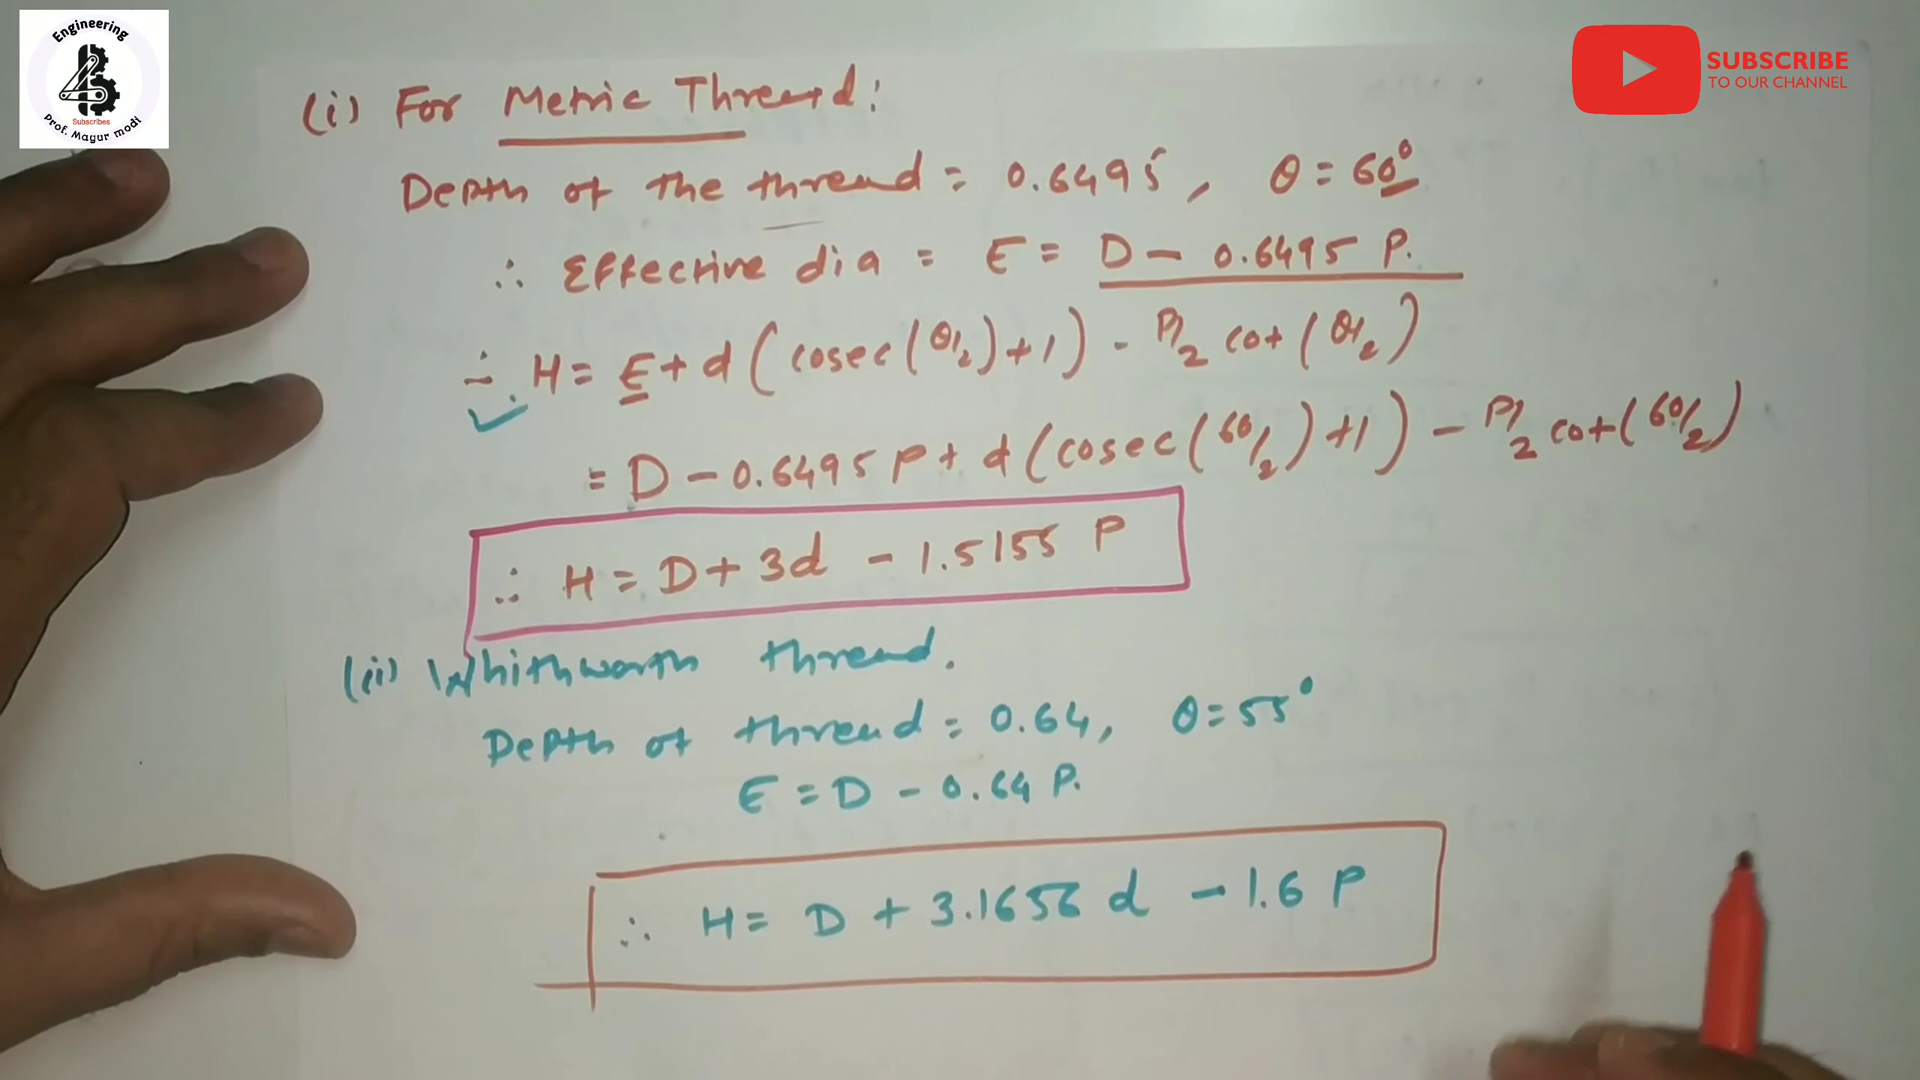 Engineering
Subscribes
Prof. Mayur modi
SUBSCRIBE
TO OUR CHANNEL
(i) For Metric Thread:
Depth of the thread = 0.6495, θ = 60°
∴ Effective dia = E = D - 0.6495 P.
∴ H = E + d (cosec(θ/2)+1) - P/2 cot(θ/2)
= D - 0.6495 P + d (cosec(60/2)+1) - P/2 cot(60/2)
∴ H = D + 3d - 1.5155 P
(ii) Whithworth thread.
Depth of thread = 0.64, θ = 55°
E = D - 0.64 P.
∴ H = D + 3.1656 d - 1.6 P